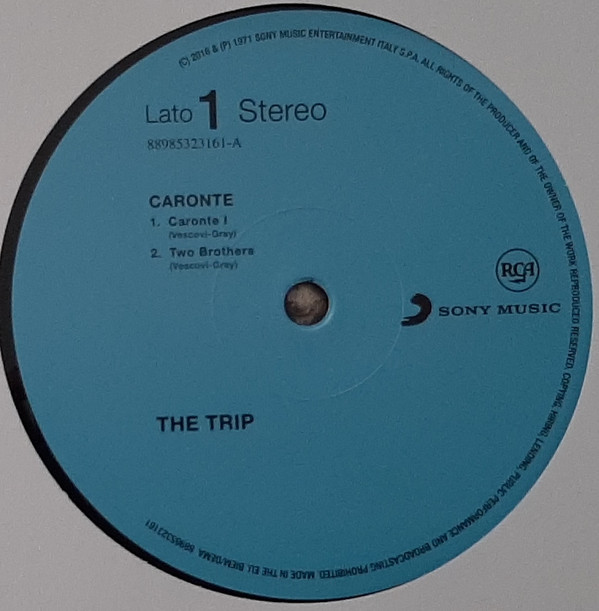 (C) 2016 & (P) 1971 SONY MUSIC ENTERTAINMENT ITALY S.P.A. ALL RIGHTS OF THE PRODUCER AND OF THE OWNER OF THE WORK REPRODUCED RESERVED. COPYING, HIRING, LENDING, PUBLIC PERFORMANCE AND BROADCASTING PROHIBITED. MADE IN THE EU. BIEM/GEMA. 88985323161
Lato 1 Stereo
88985323161-A
CARONTE
1. Caronte I
(Vescovi-Gray)
2. Two Brothers
(Vescovi-Gray)
RCA
SONY MUSIC
THE TRIP